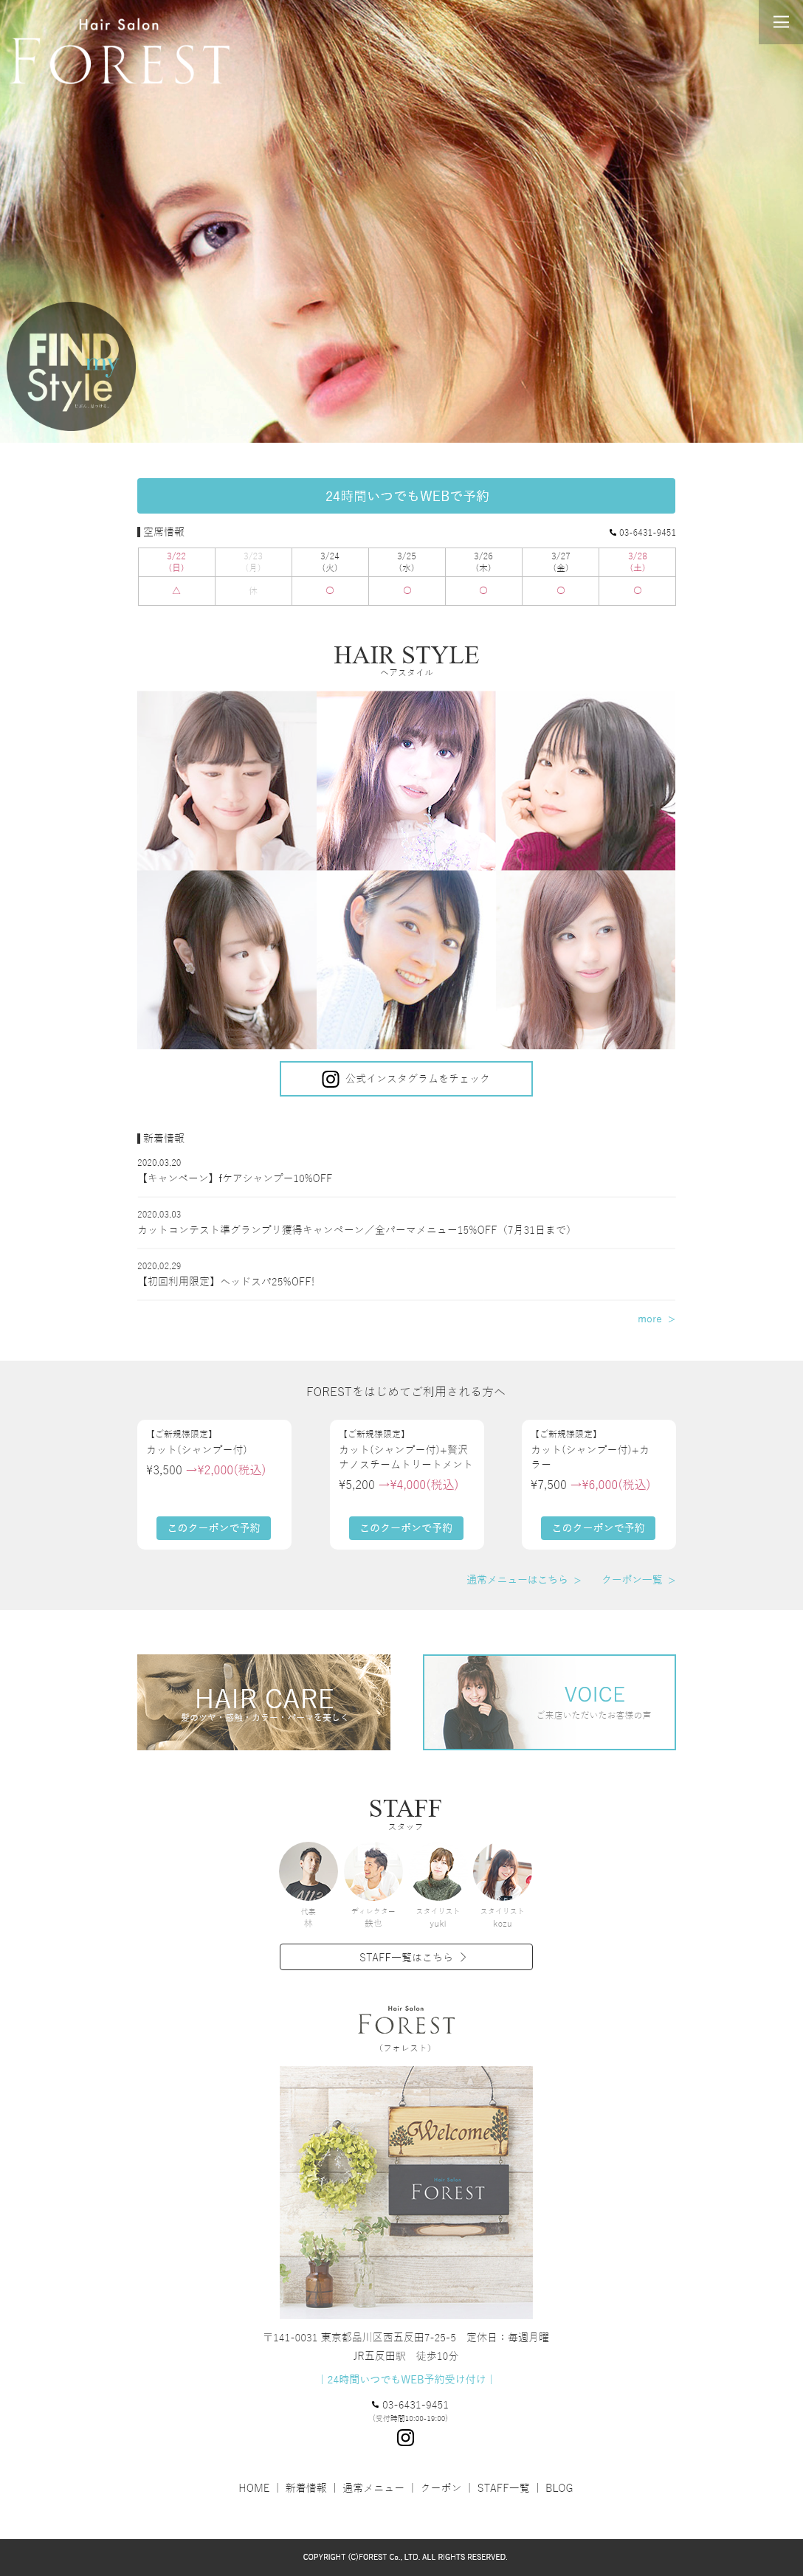 Hair Salon
FOREST
FIND
my
Style
24時間いつでもWEBで予約
空席情報
03-6431-9451
3/22 3/23 3/24 3/25 3/26 3/27 3/28
(日) (月) (火) (水) (木) (金) (土)
△ 休 〇 〇 〇 〇 〇
HAIR STYLE
ヘアスタイル
公式インスタグラムをチェック
新着情報
2020.03.20
【キャンペーン】fケアシャンプー10%OFF
2020.03.03
カットコンテスト準グランプリ獲得キャンペーン／全パーマメニュー15%OFF（7月31日まで）
2020.02.29
【初回利用限定】ヘッドスパ25%OFF!
more >
FORESTをはじめてご利用される方へ
【ご新規様限定】
カット(シャンプー付)
¥3,500 →¥2,000(税込)
このクーポンで予約
【ご新規様限定】
カット(シャンプー付)+贅沢
ナノスチームトリートメント
¥5,200 →¥4,000(税込)
このクーポンで予約
【ご新規様限定】
カット(シャンプー付)+カ
ラー
¥7,500 →¥6,000(税込)
このクーポンで予約
通常メニューはこちら > クーポン一覧 >
HAIR CARE
髪のツヤ・感触・カラー・パーマを美しく
VOICE
ご来店いただいたお客様の声
STAFF
スタッフ
代表
林
ディレクター
鉄也
スタイリスト
yuki
スタイリスト
kozu
STAFF一覧はこちら >
Hair Salon
FOREST
（フォレスト）
Welcome
Hair Salon
FOREST
〒141-0031 東京都品川区西五反田7-25-5　定休日：毎週月曜
JR五反田駅　徒歩10分
｜24時間いつでもWEB予約受け付け｜
03-6431-9451
(受付時間10:00-19:00)
HOME ｜ 新着情報 ｜ 通常メニュー ｜ クーポン ｜ STAFF一覧 ｜ BLOG
COPYRIGHT (C)FOREST Co., LTD. ALL RIGHTS RESERVED.